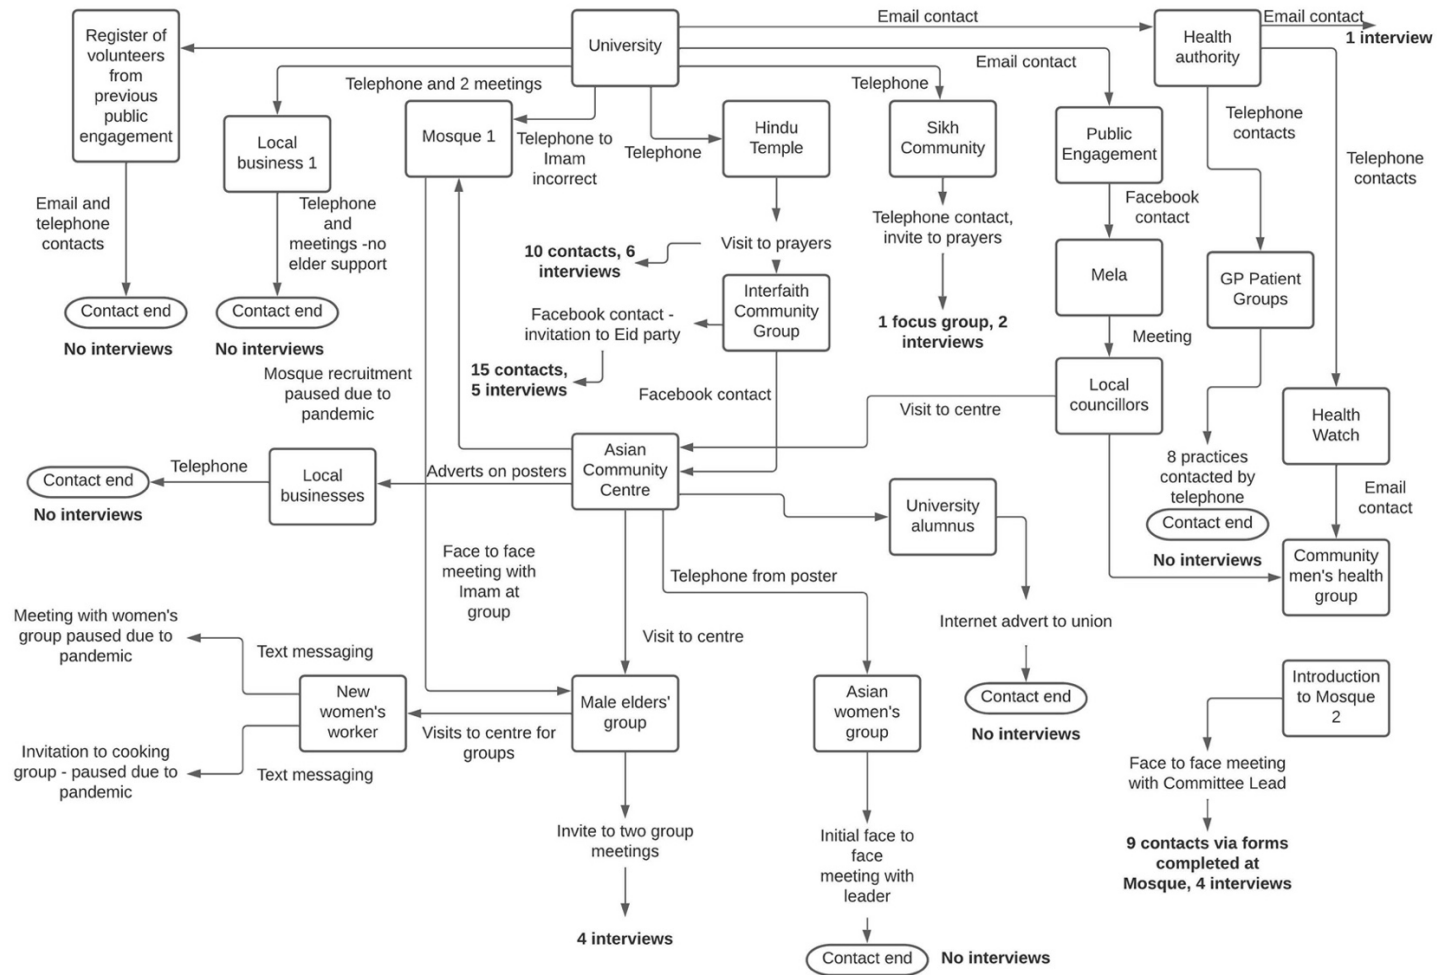 Email contact
Email contact
1 interview
Register of
volunteers
from
previous
public
engagement
University
Health
authority
Telephone and 2 meetings
Email contact
Telephone
Local
business 1
Mosque 1
Telephone to
Imam
incorrect
Telephone
Hindu
Temple
Sikh
Community
Public
Engagement
Telephone
contacts
Telephone
contacts
Email and
telephone
contacts
Telephone
and
meetings -no
elder support
Telephone contact,
invite to prayers
Facebook
contact
10 contacts, 6
interviews
Visit to prayers
Mela
GP Patient
Groups
Contact end
No interviews
Contact end
No interviews
Facebook contact -
invitation to Eid party
Interfaith
Community
Group
1 focus group, 2
interviews
Meeting
Mosque recruitment
paused due to
pandemic
15 contacts,
5 interviews
Facebook contact
Visit to centre
Local
councillors
Health
Watch
Contact end
No interviews
Telephone
Local
businesses
Adverts on posters
Asian
Community
Centre
University
alumnus
8 practices
contacted by
telephone
Contact end
No interviews
Email
contact
Community
men's health
group
Face to face
meeting with
Imam at
group
Telephone from poster
Internet advert to union
Meeting with women's
group paused due to
pandemic
Text messaging
Visit to centre
New
women's
worker
Visits to centre for
groups
Male elders'
group
Asian
women's
group
Contact end
No interviews
Introduction
to Mosque
2
Invitation to cooking
group - paused due to
pandemic
Text messaging
Face to face meeting
with Committee Lead
Invite to two group
meetings
Initial face to
face
meeting with
leader
9 contacts via forms
completed at
Mosque, 4 interviews
4 interviews
Contact end
No interviews